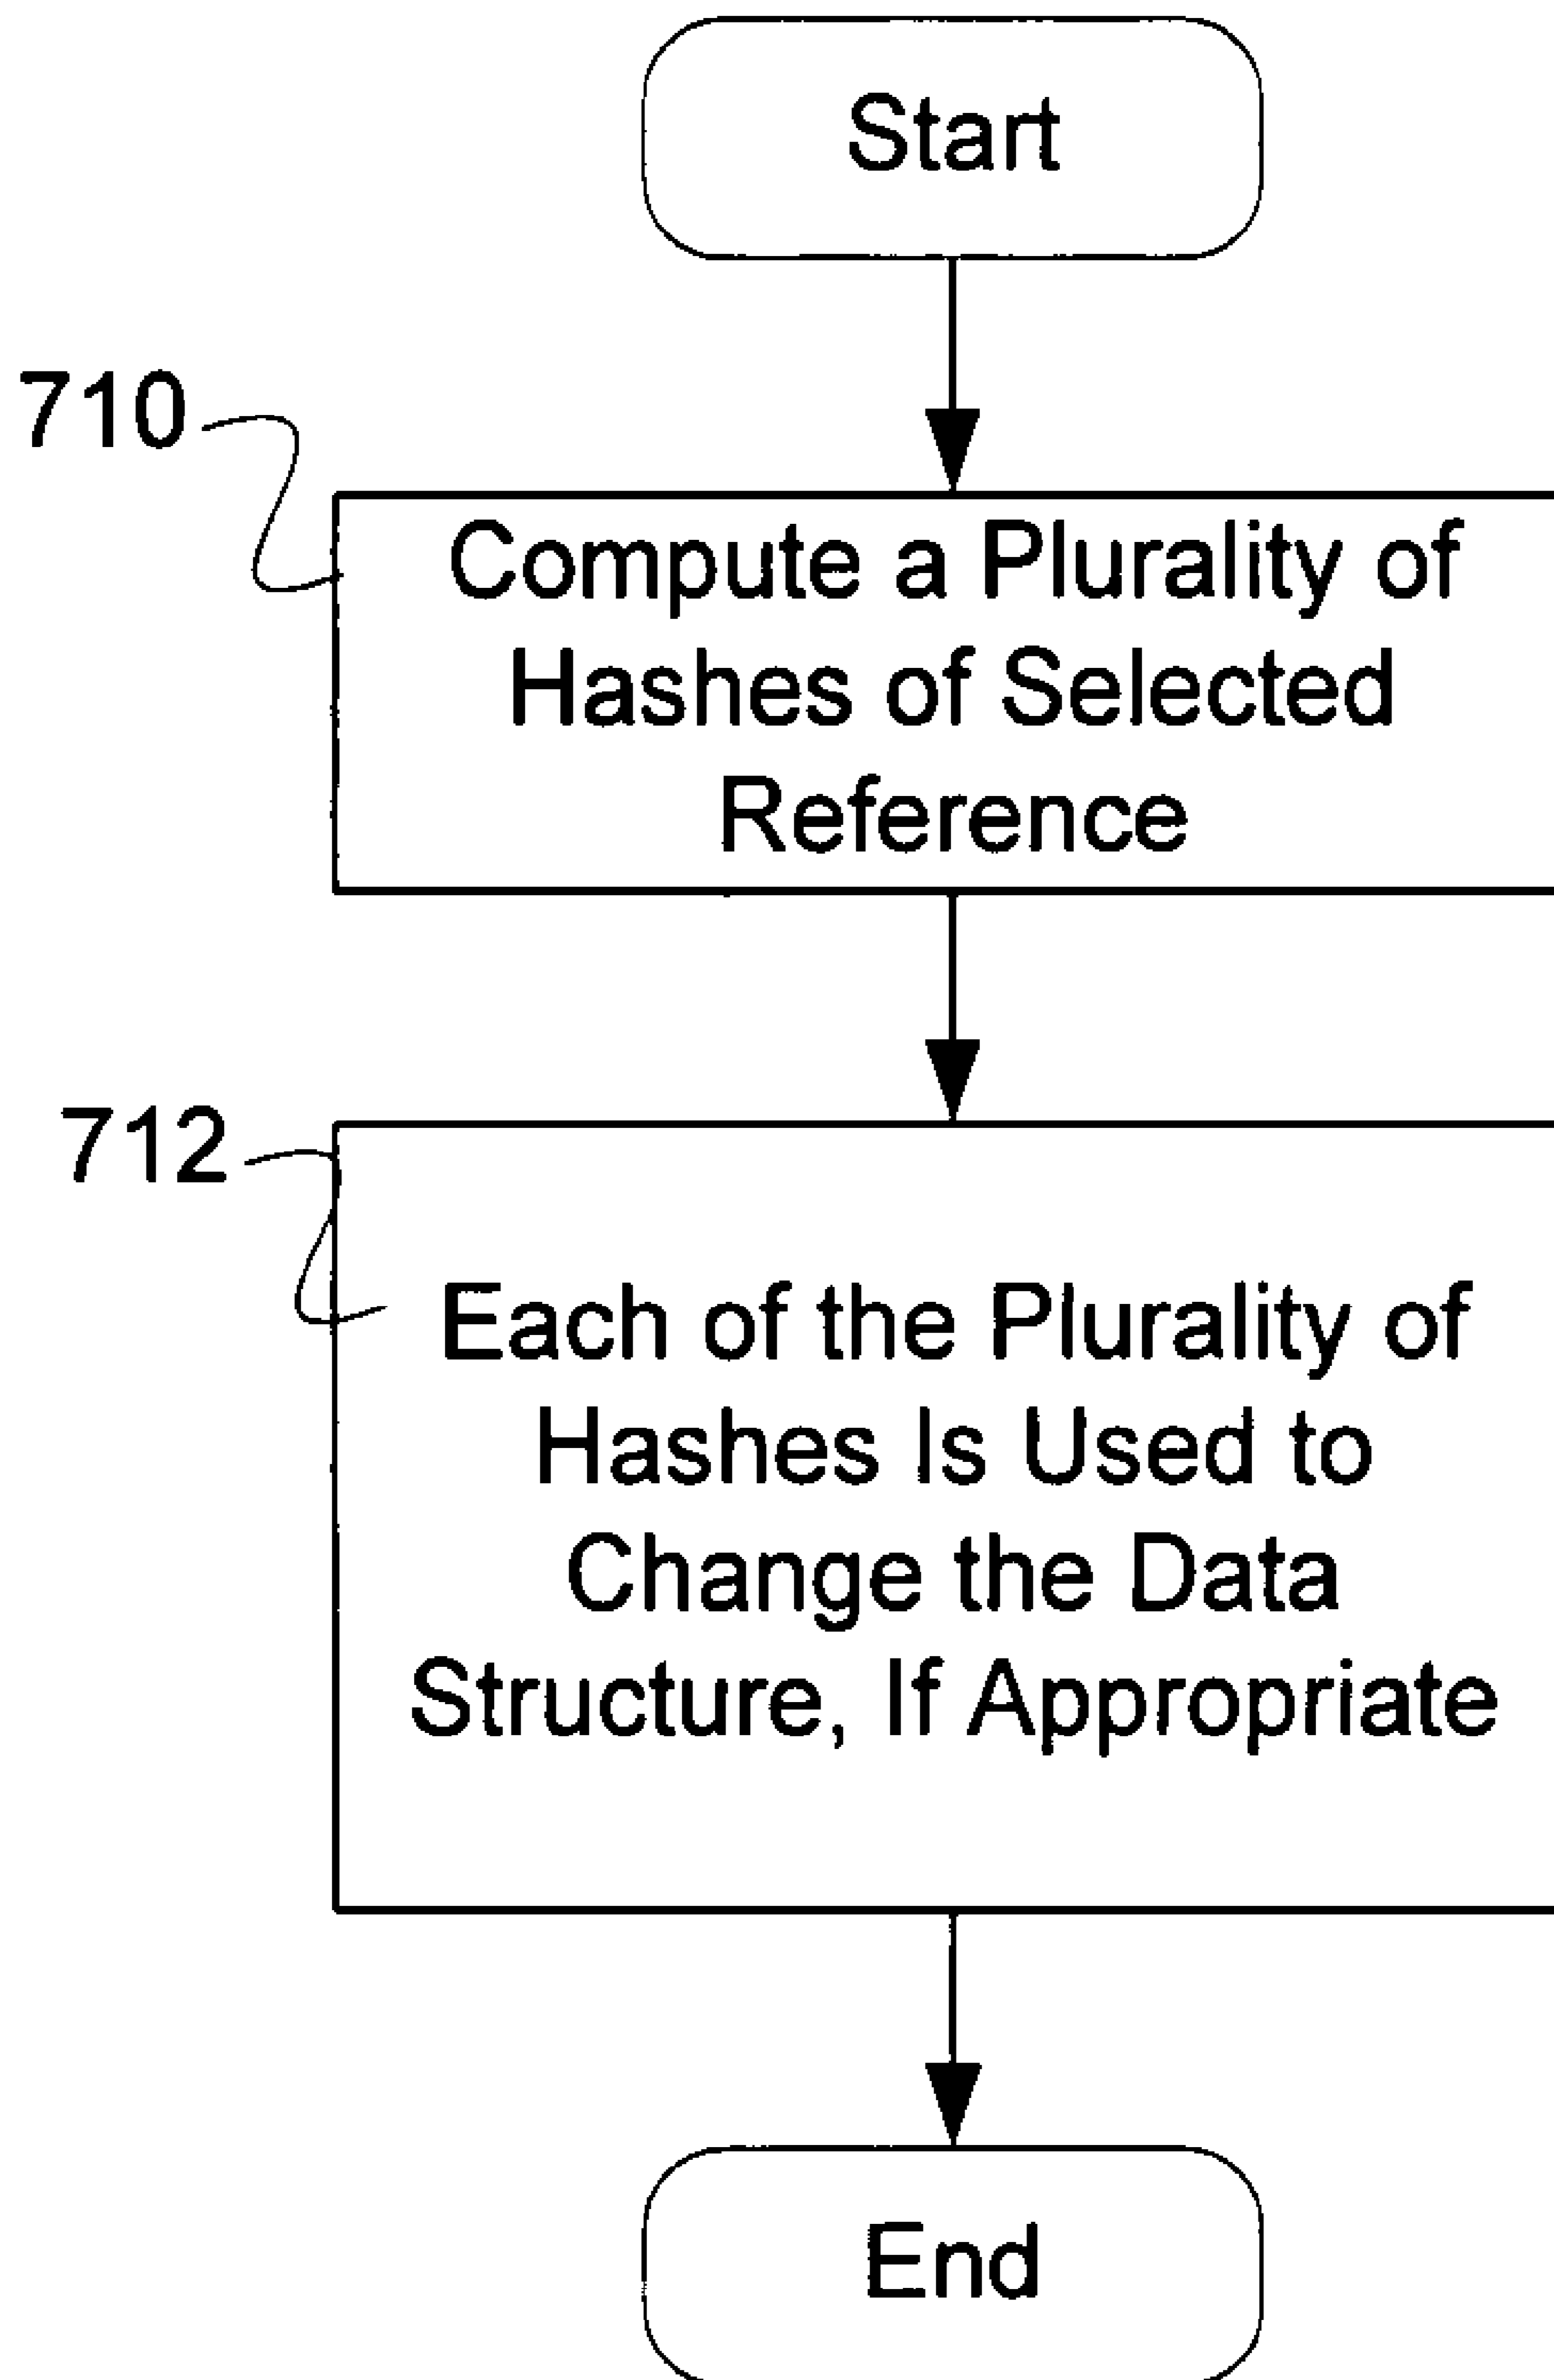 Start
710
Compute a Plurality of
Hashes of Selected
Reference
712
Each of the Plurality of
Hashes Is Used to
Change the Data
Structure, If Appropriate
End